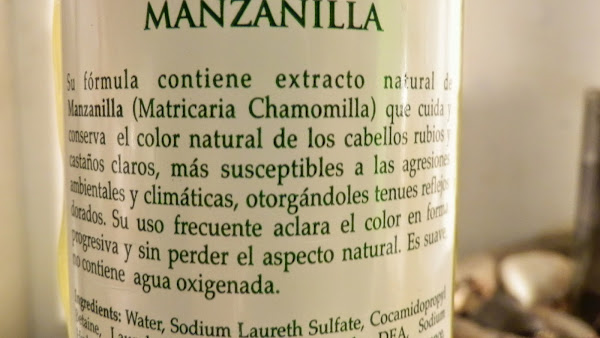 MANZANILLA
Su fórmula contiene extracto natural de
Manzanilla (Matricaria Chamomilla) que cuida y
conserva el color natural de los cabellos rubios y
castaños claros, más susceptibles a las agresiones
ambientales y climáticas, otorgándoles tenues reflejos
dorados. Su uso frecuente aclara el color en forma
progresiva y sin perder el aspecto natural. Es suave,
no contiene agua oxigenada.
Ingredients: Water, Sodium Laureth Sulfate, Cocamidopropyl
Betaine, DEA, Sodium